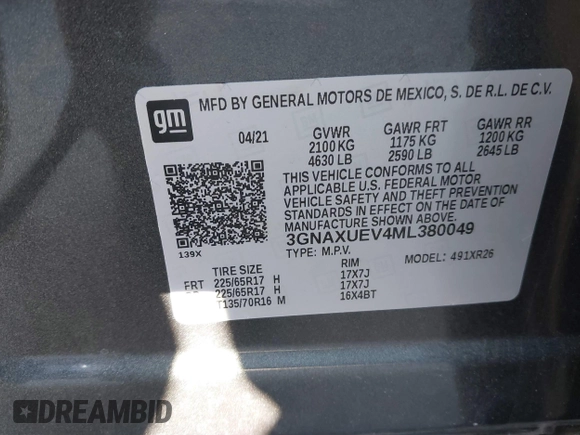 gm
MFD BY GENERAL MOTORS DE MEXICO, S. DE R.L. DE C.V.
04/21 GVWR GAWR FRT GAWR RR
2100 KG 1175 KG 1200 KG
4630 LB 2590 LB 2645 LB
THIS VEHICLE CONFORMS TO ALL
APPLICABLE U.S. FEDERAL MOTOR
VEHICLE SAFETY AND THEFT PREVENTION
STANDARDS IN EFFECT ON THE DATE OF
MANUFACTURE SHOWN ABOVE.
3GNAXUEV4ML380049
139X TYPE: M.P.V. MODEL: 491XR26
TIRE SIZE RIM
FRT 225/65R17 H 17X7J
225/65R17 H 17X7J
T135/70R16 M 16X4BT
DREAMBID